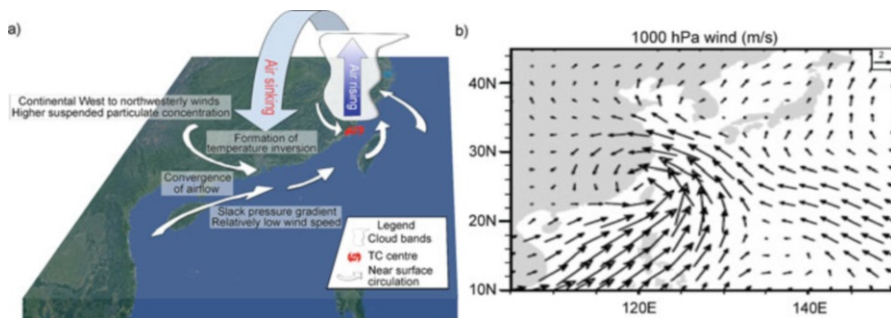 a)
Air sinking
Air rising
Continental West to northwesterly winds
Higher suspended particulate concentration
Formation of
temperature inversion
Convergence
of airflow
Slack pressure gradient
Relatively low wind speed
Legend
Cloud bands
TC centre
Near surface
circulation
b)
1000 hPa wind (m/s)
2
40N
30N
20N
10N
120E
140E